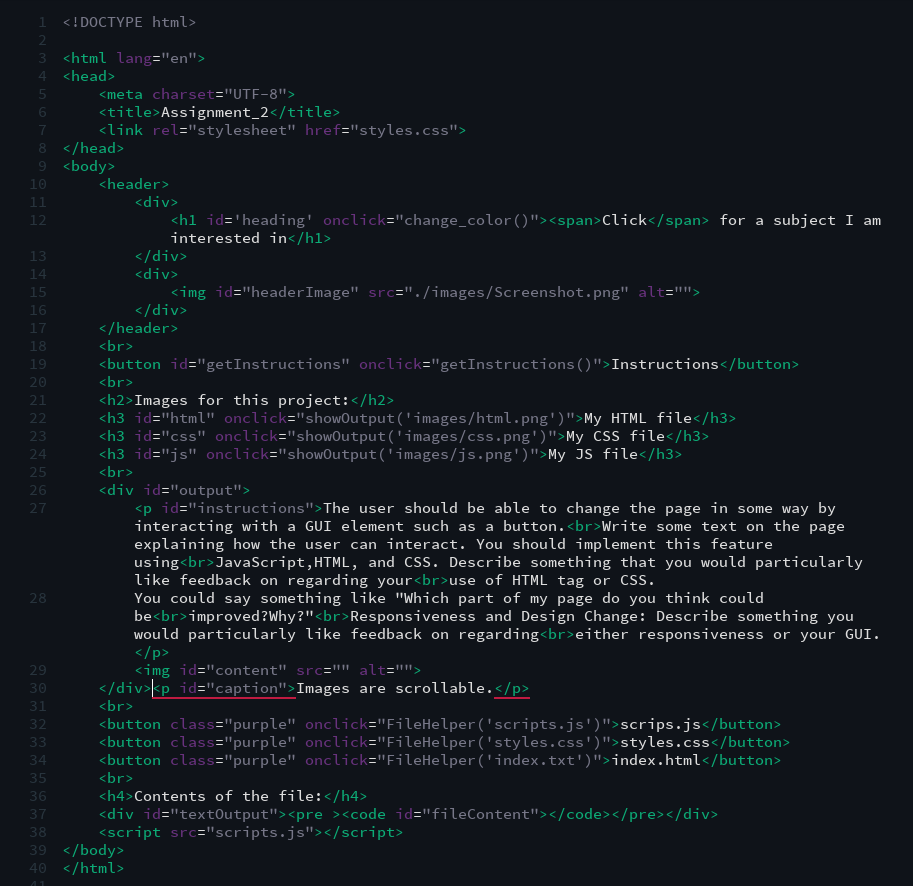 1 <!DOCTYPE html>
2
3 <html lang="en">
4 <head>
5 <meta charset="UTF-8">
6 <title>Assignment_2</title>
7 <link rel="stylesheet" href="styles.css">
8 </head>
9 <body>
10 <header>
11 <div>
12 <h1 id='heading' onclick="change_color()"><span>Click</span> for a subject I am
interested in</h1>
13 </div>
14 <div>
15 <img id="headerImage" src="./images/Screenshot.png" alt="">
16 </div>
17 </header>
18 <br>
19 <button id="getInstructions" onclick="getInstructions()">Instructions</button>
20 <br>
21 <h2>Images for this project:</h2>
22 <h3 id="html" onclick="showOutput('images/html.png')">My HTML file</h3>
23 <h3 id="css" onclick="showOutput('images/css.png')">My CSS file</h3>
24 <h3 id="js" onclick="showOutput('images/js.png')">My JS file</h3>
25 <br>
26 <div id="output">
27 <p id="instructions">The user should be able to change the page in some way by
interacting with a GUI element such as a button.<br>Write some text on the page
explaining how the user can interact. You should implement this feature
using<br>JavaScript,HTML, and CSS. Describe something that you would particularly
like feedback on regarding your<br>use of HTML tag or CSS.
28 You could say something like "Which part of my page do you think could
be<br>improved?Why?"<br>Responsiveness and Design Change: Describe something you
would particularly like feedback on regarding<br>either responsiveness or your GUI.
</p>
29 <img id="content" src="" alt="">
30 </div><p id="caption">Images are scrollable.</p>
31 <br>
32 <button class="purple" onclick="FileHelper('scripts.js')">scrips.js</button>
33 <button class="purple" onclick="FileHelper('styles.css')">styles.css</button>
34 <button class="purple" onclick="FileHelper('index.txt')">index.html</button>
35 <br>
36 <h4>Contents of the file:</h4>
37 <div id="textOutput"><pre ><code id="fileContent"></code></pre></div>
38 <script src="scripts.js"></script>
39 </body>
40 </html>